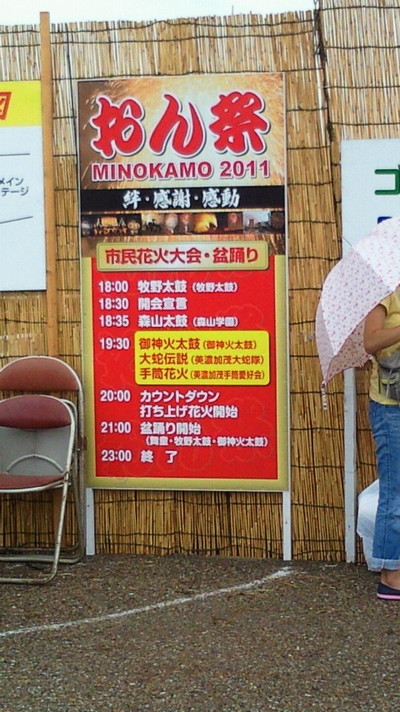 おん祭
MINOKAMO 2011
絆・感謝・感動
市民花火大会・盆踊り
18:00 牧野太鼓（牧野太鼓）
18:30 開会宣言
18:35 森山太鼓（森山学園）
19:30 御神火太鼓（御神火太鼓）
大蛇伝説（美濃加茂大蛇隊）
手筒花火（美濃加茂手筒愛好会）
20:00 カウントダウン
打ち上げ花火開始
21:00 盆踊り開始
（舞童・牧野太鼓・御神火太鼓）
23:00 終 了
メイン
ステージ
ゴ